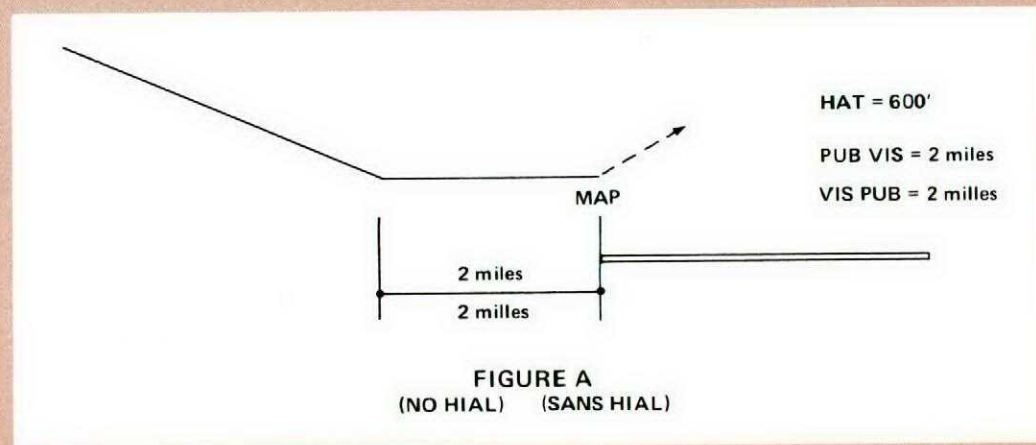 HAT = 600'
PUB VIS = 2 miles
MAP
VIS PUB = 2 milles
2 miles
2 milles
FIGURE A
(NO HIAL) (SANS HIAL)